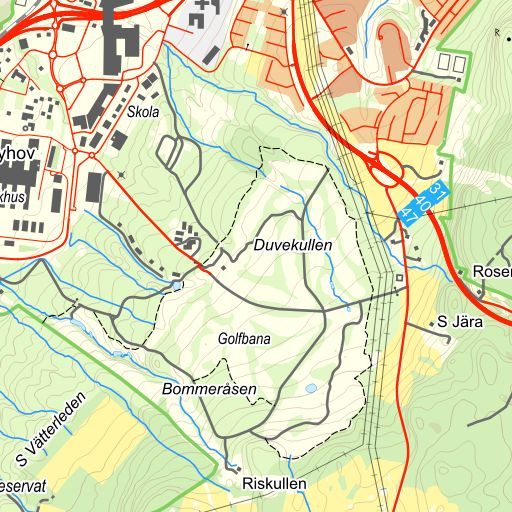 R
Skola
yhov
khus
31
40
47
Duvekullen
Rosen
S Jära
Golfbana
Bommeråsen
S Vätterleden
eservat
Riskullen